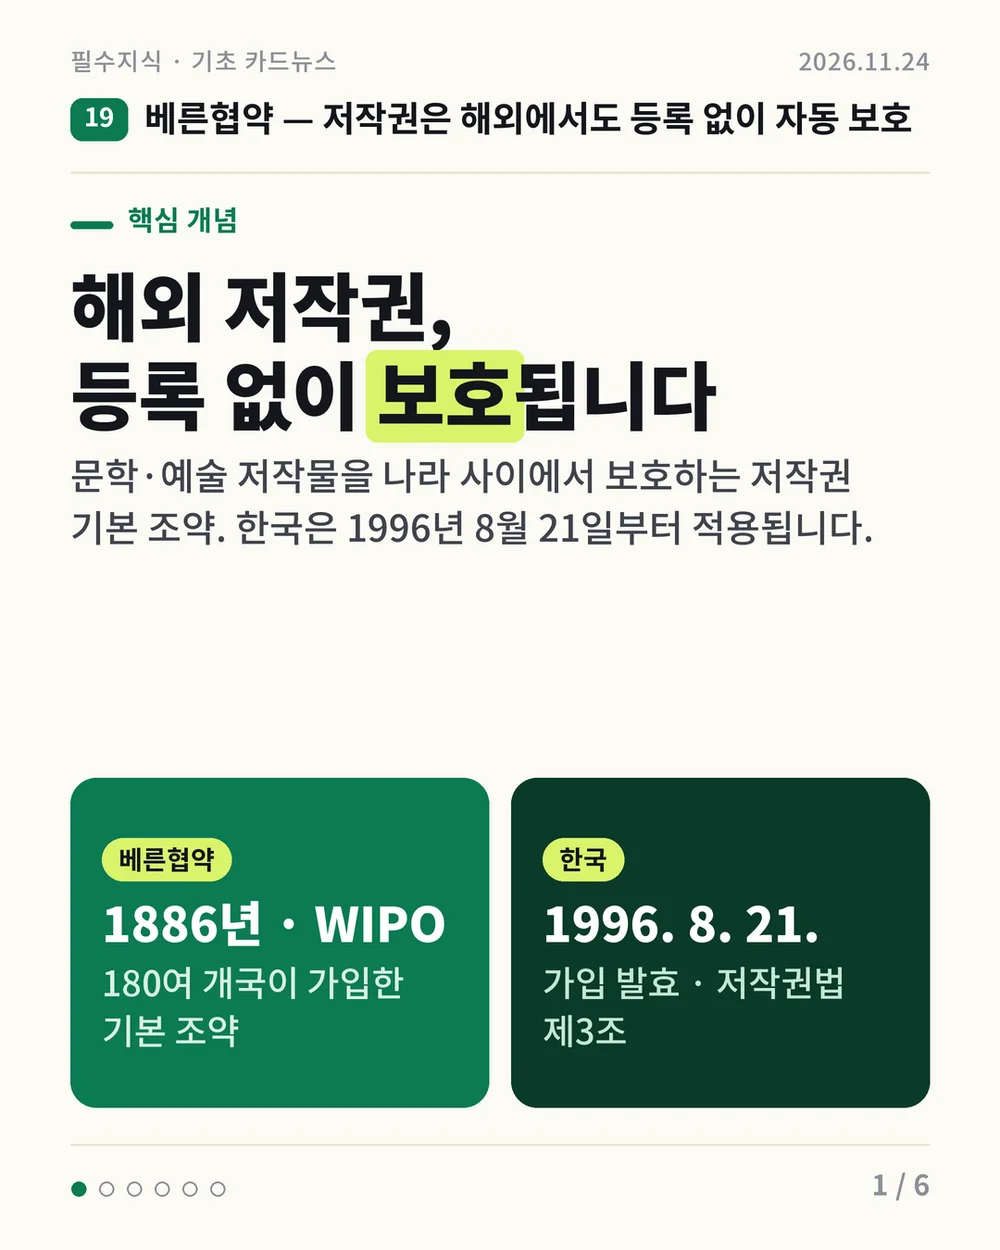 필수지식 · 기초 카드뉴스
2026.11.24
19 베른협약 — 저작권은 해외에서도 등록 없이 자동 보호
핵심 개념
해외 저작권,
등록 없이 보호됩니다
문학·예술 저작물을 나라 사이에서 보호하는 저작권
기본 조약. 한국은 1996년 8월 21일부터 적용됩니다.
베른협약
1886년 · WIPO
180여 개국이 가입한
기본 조약
한국
1996. 8. 21.
가입 발효 · 저작권법
제3조
1 / 6